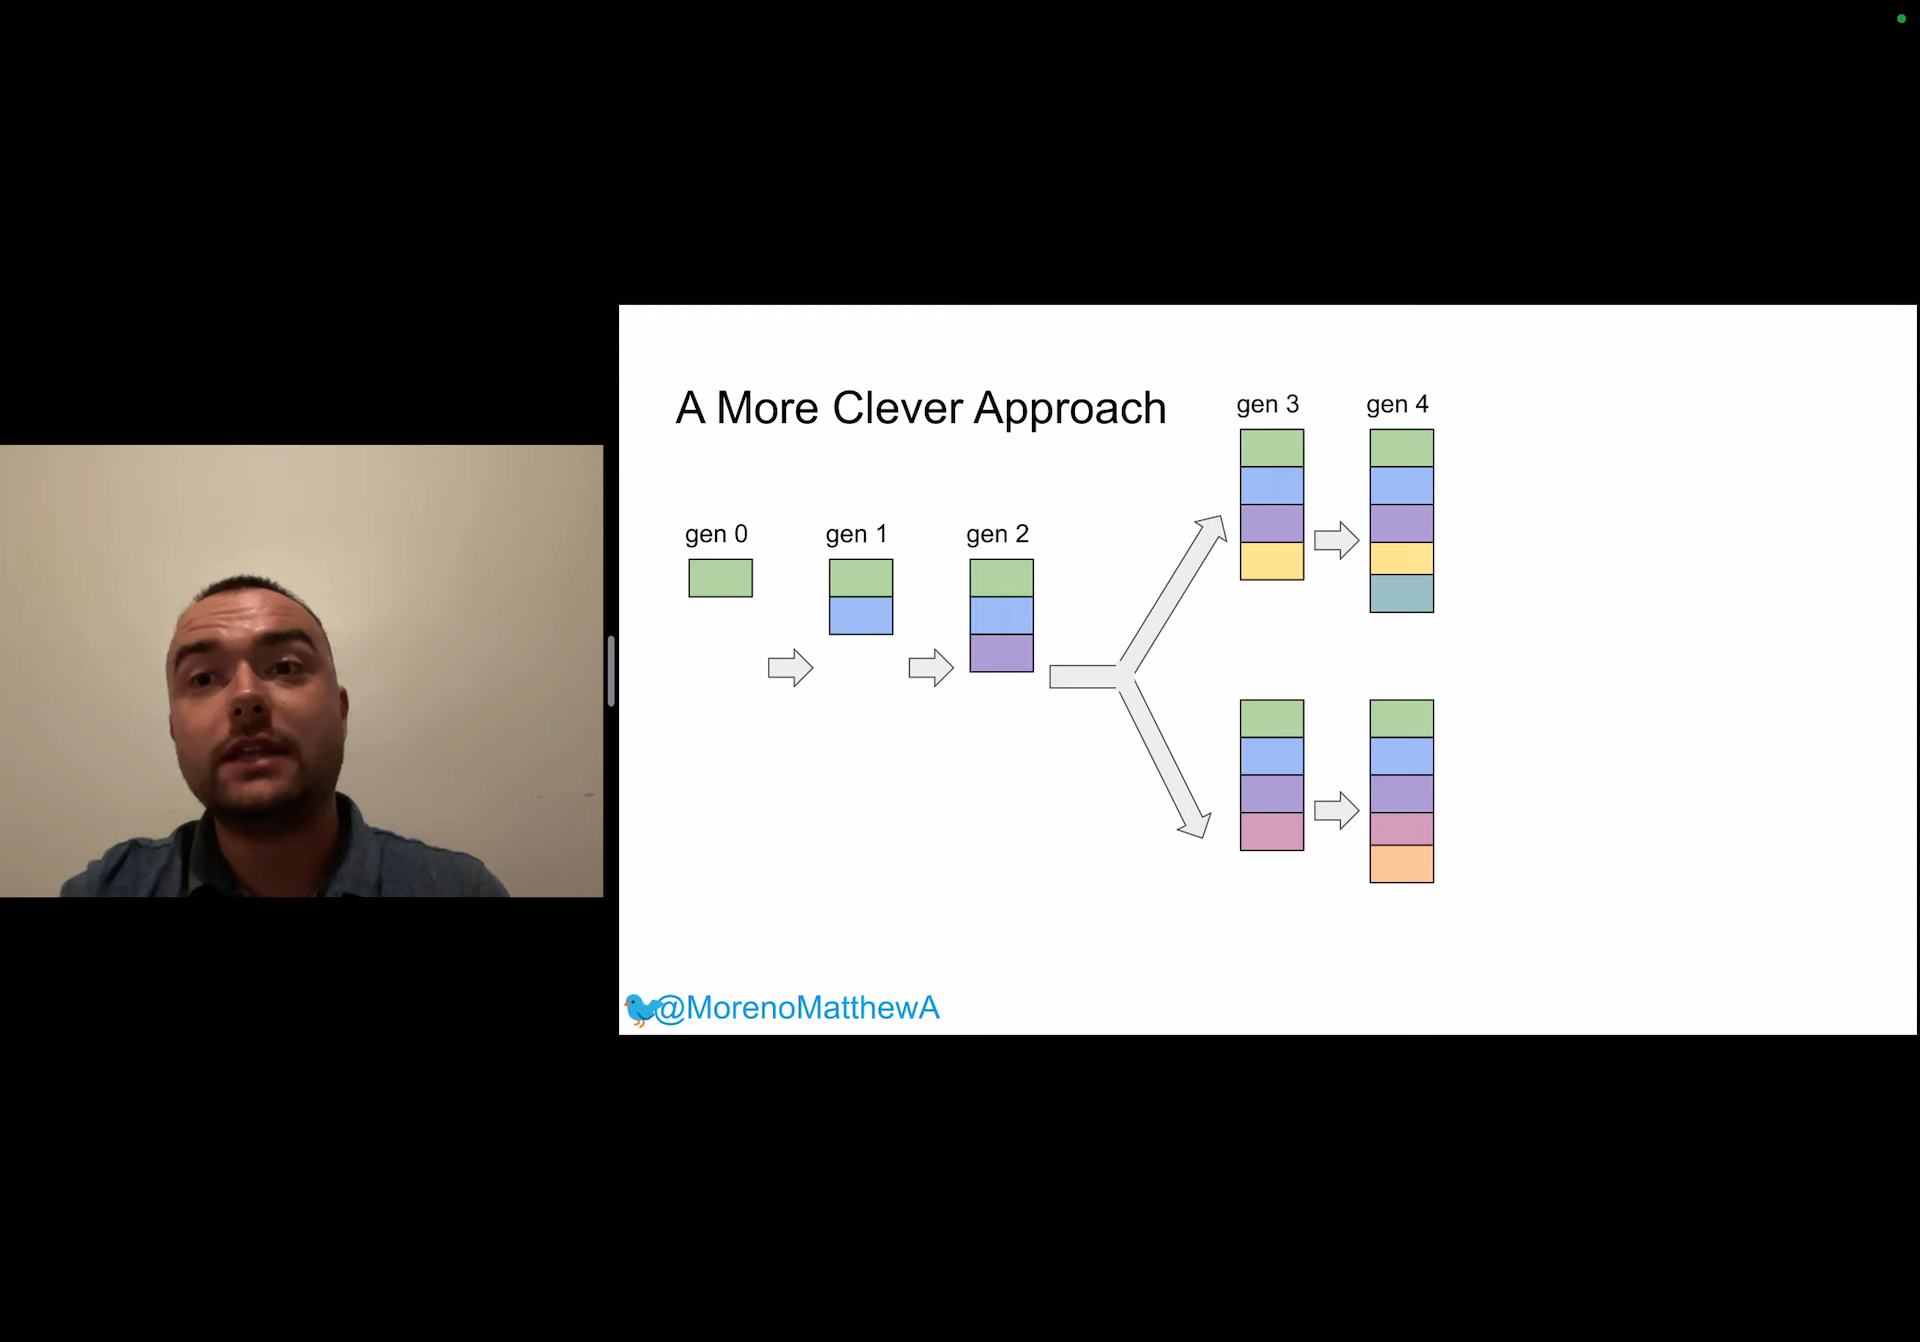 A More Clever Approach
gen 0
gen 1
gen 2
gen 3
gen 4
@MorenoMatthewA